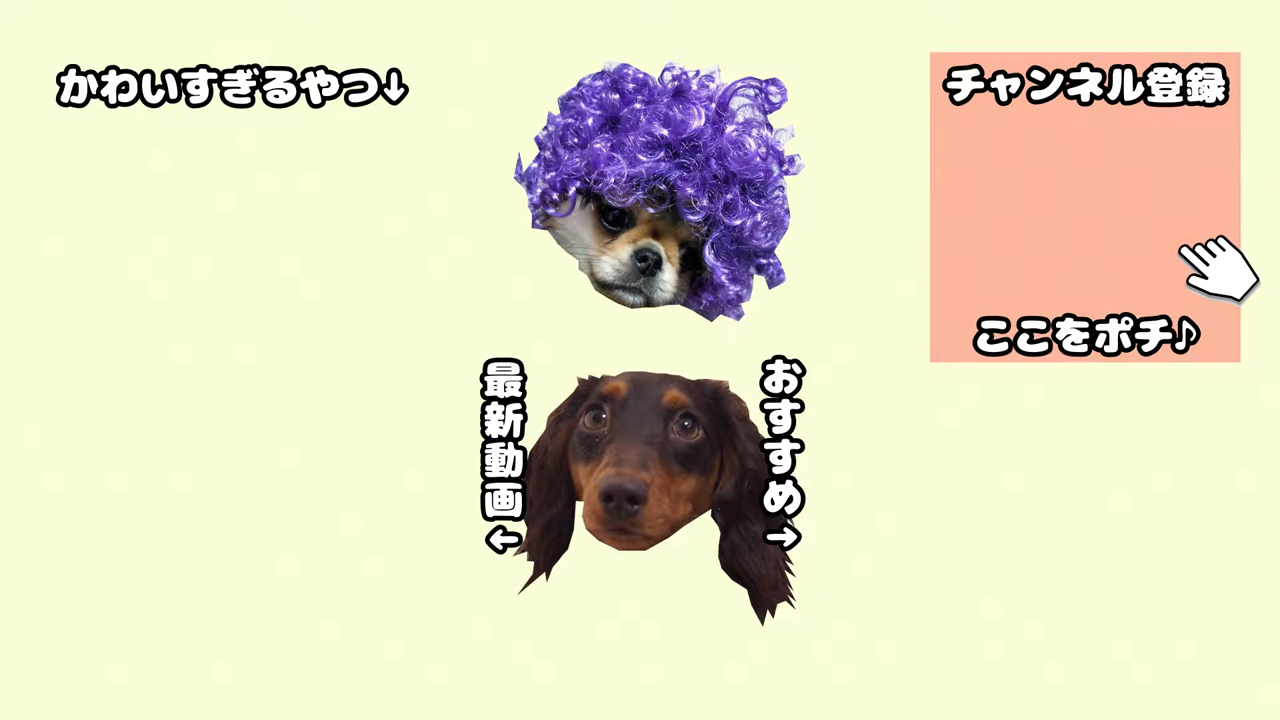 かわいすぎるやつ↓
チャンネル登録
ここをポチ♪
最新動画←
おすすめ→